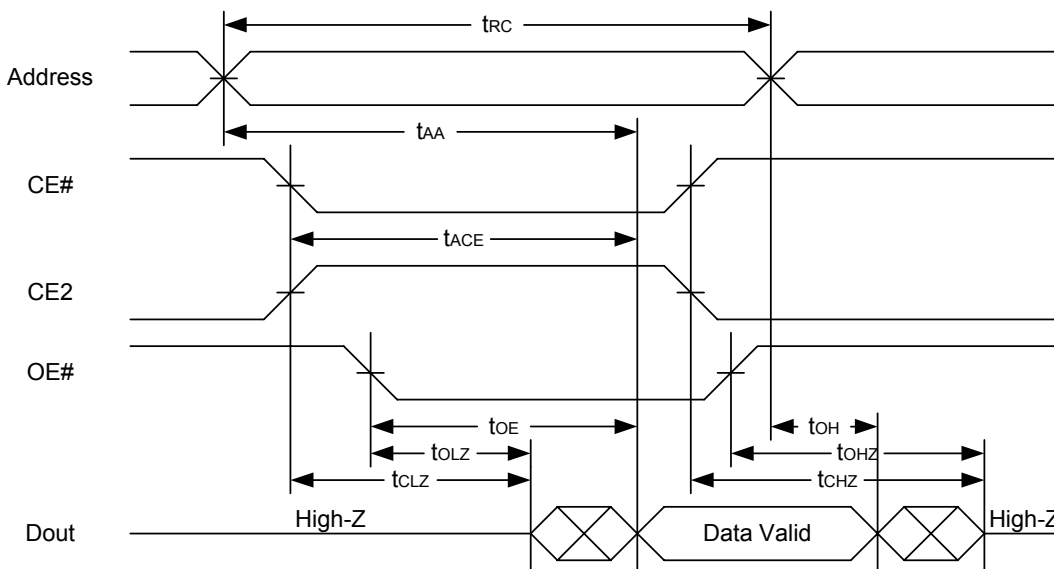 tRC
Address
tAA
CE#
tACE
CE2
OE#
tOE
tOH
tOLZ
tOHZ
tCLZ
tCHZ
High-Z
Data Valid
High-Z
Dout